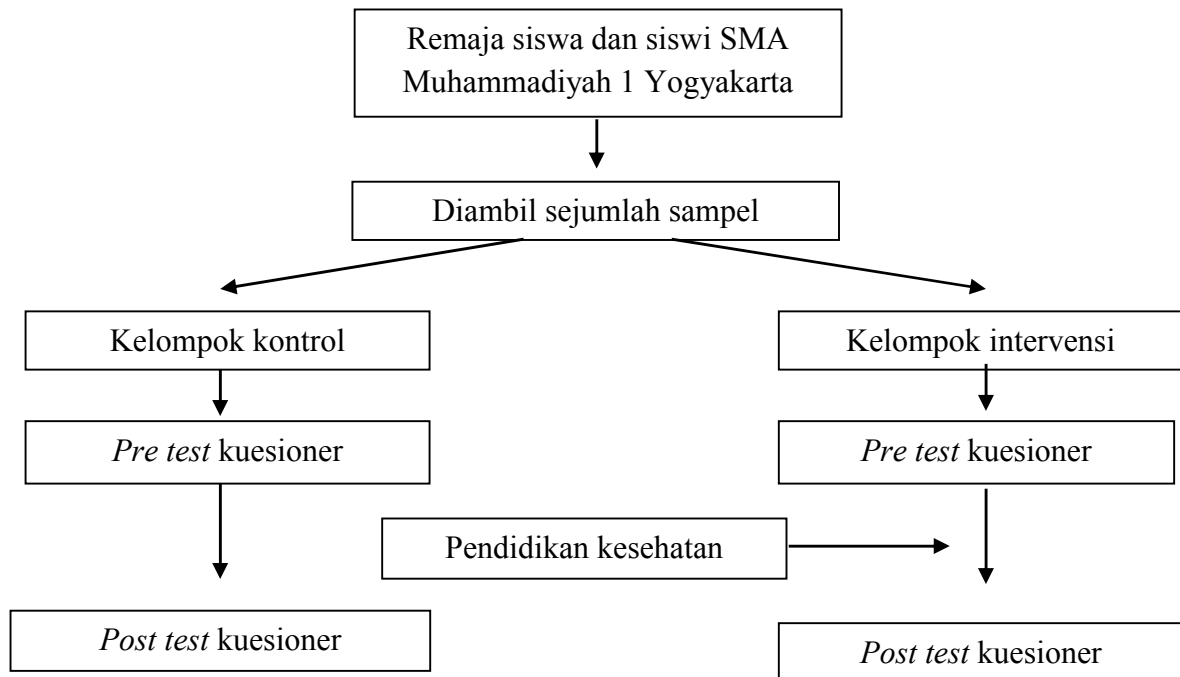 Remaja siswa dan siswi SMA
Muhammadiyah 1 Yogyakarta
Diambil sejumlah sampel
Kelompok kontrol
Kelompok intervensi
Pre test kuesioner
Pre test kuesioner
Pendidikan kesehatan
Post test kuesioner
Post test kuesioner